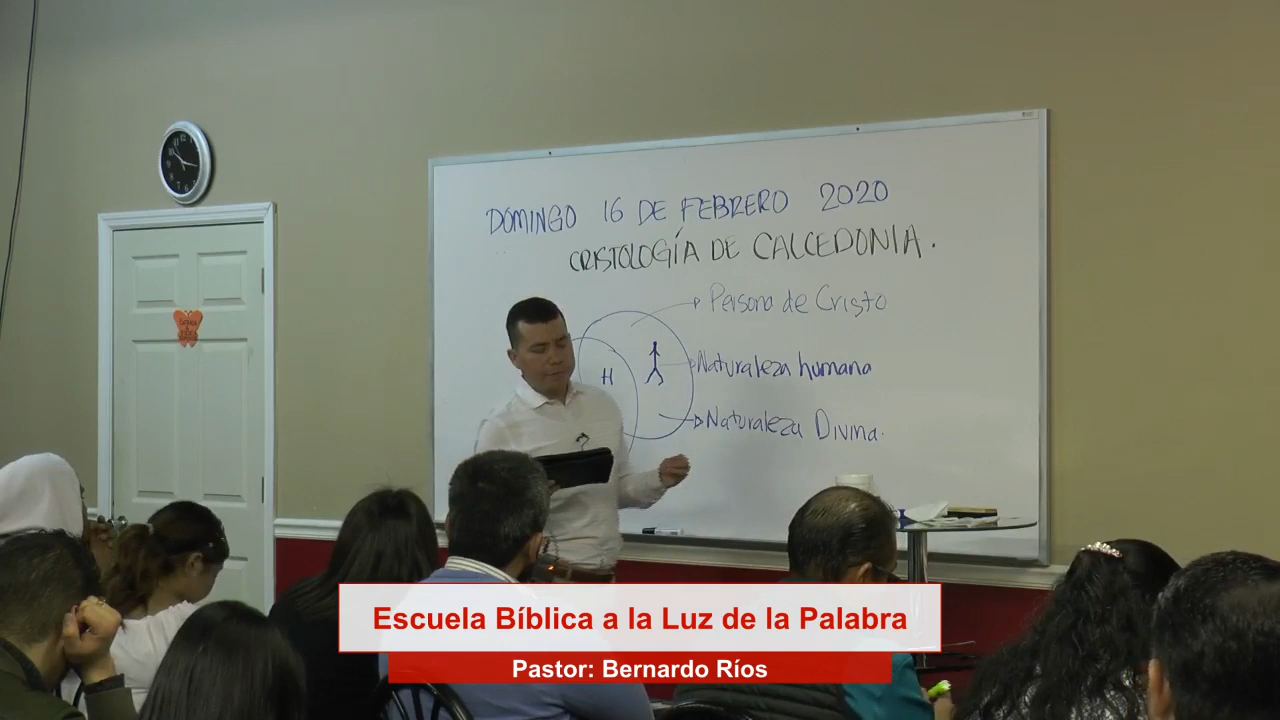 DOMINGO 16 DE FEBRERO 2020
CRISTOLOGÍA DE CALCEDONIA.
Persona de Cristo
H
Naturaleza humana
Naturaleza Divina.
Escuela Bíblica a la Luz de la Palabra
Pastor: Bernardo Ríos